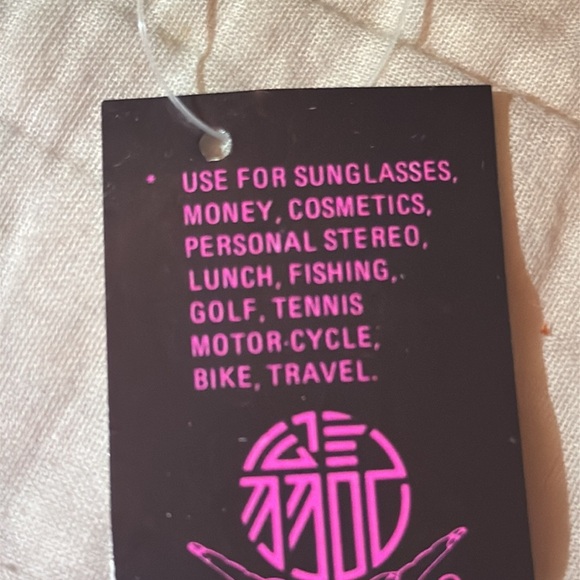 • USE FOR SUNGLASSES,
MONEY, COSMETICS,
PERSONAL STEREO,
LUNCH, FISHING,
GOLF, TENNIS
MOTOR-CYCLE,
BIKE, TRAVEL.